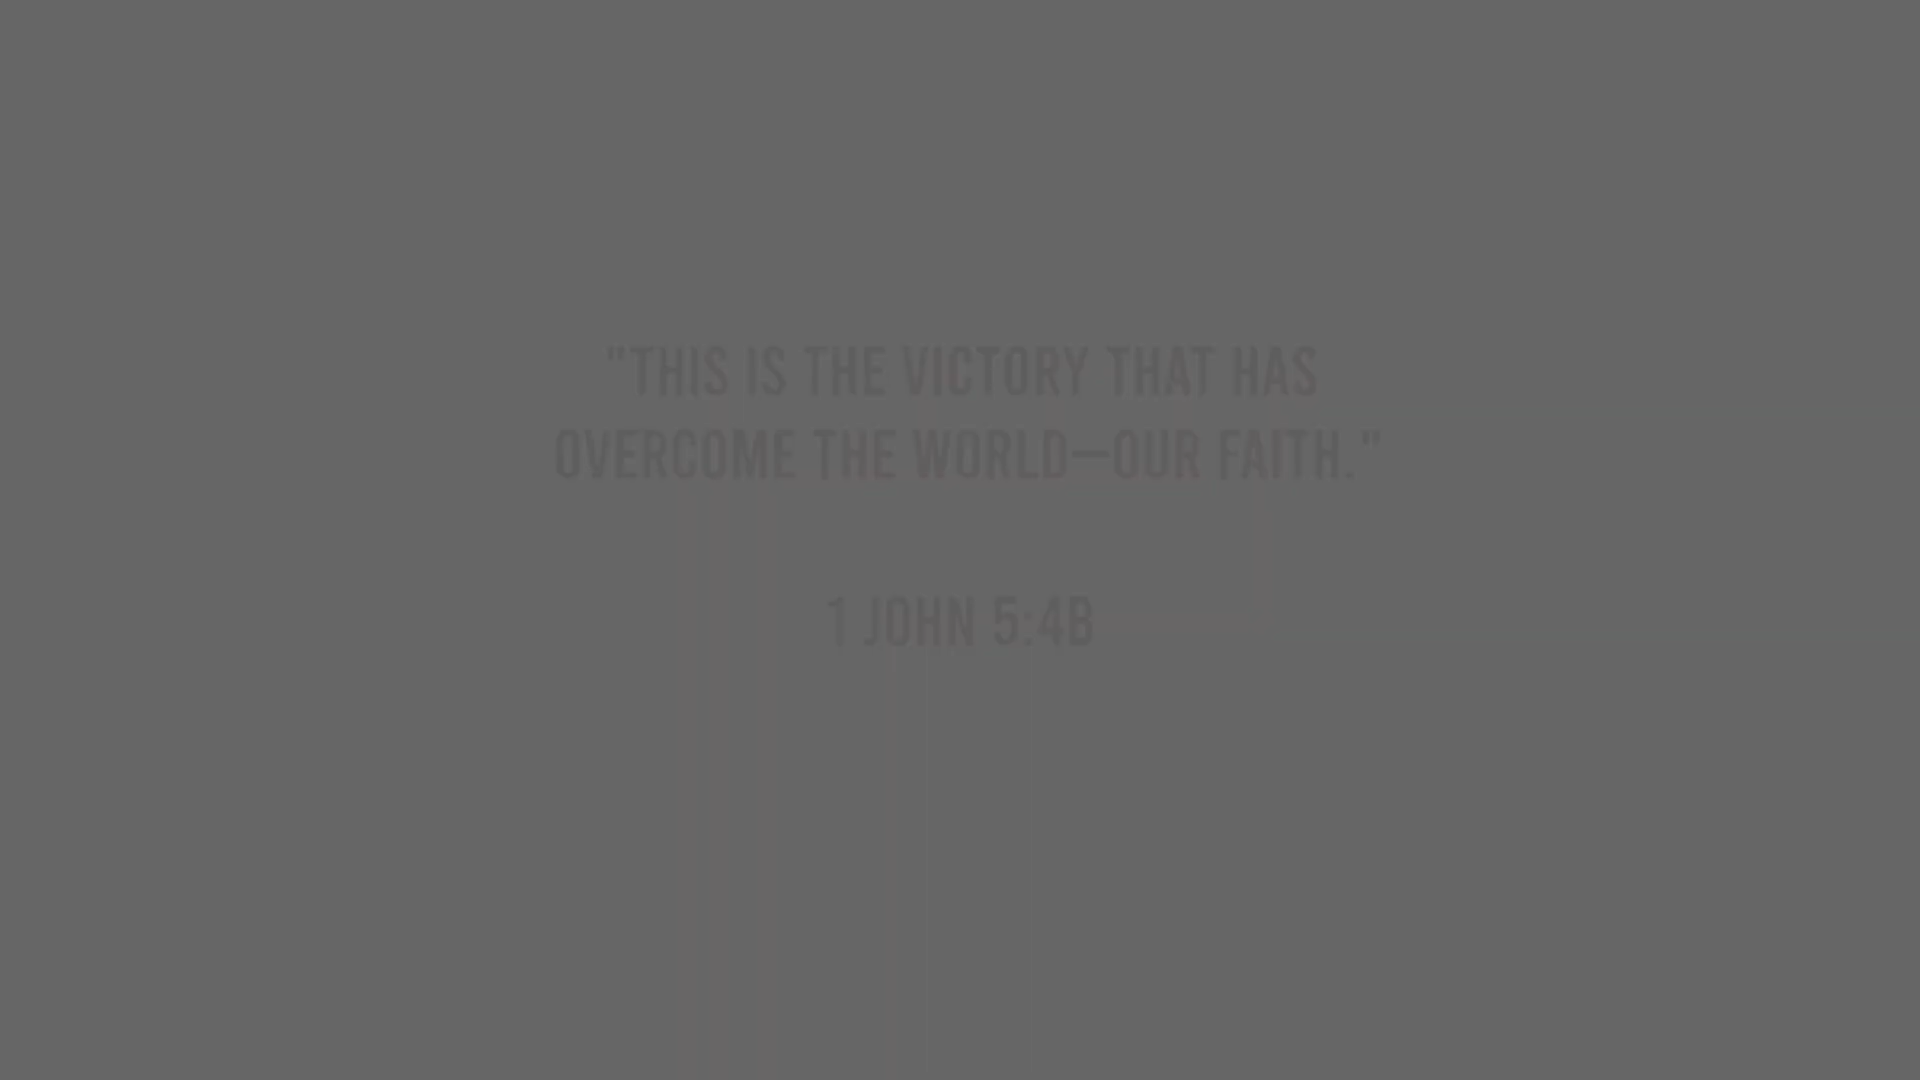 "THIS IS THE VICTORY THAT HAS
OVERCOME THE WORLD—OUR FAITH."
1 JOHN 5:4B